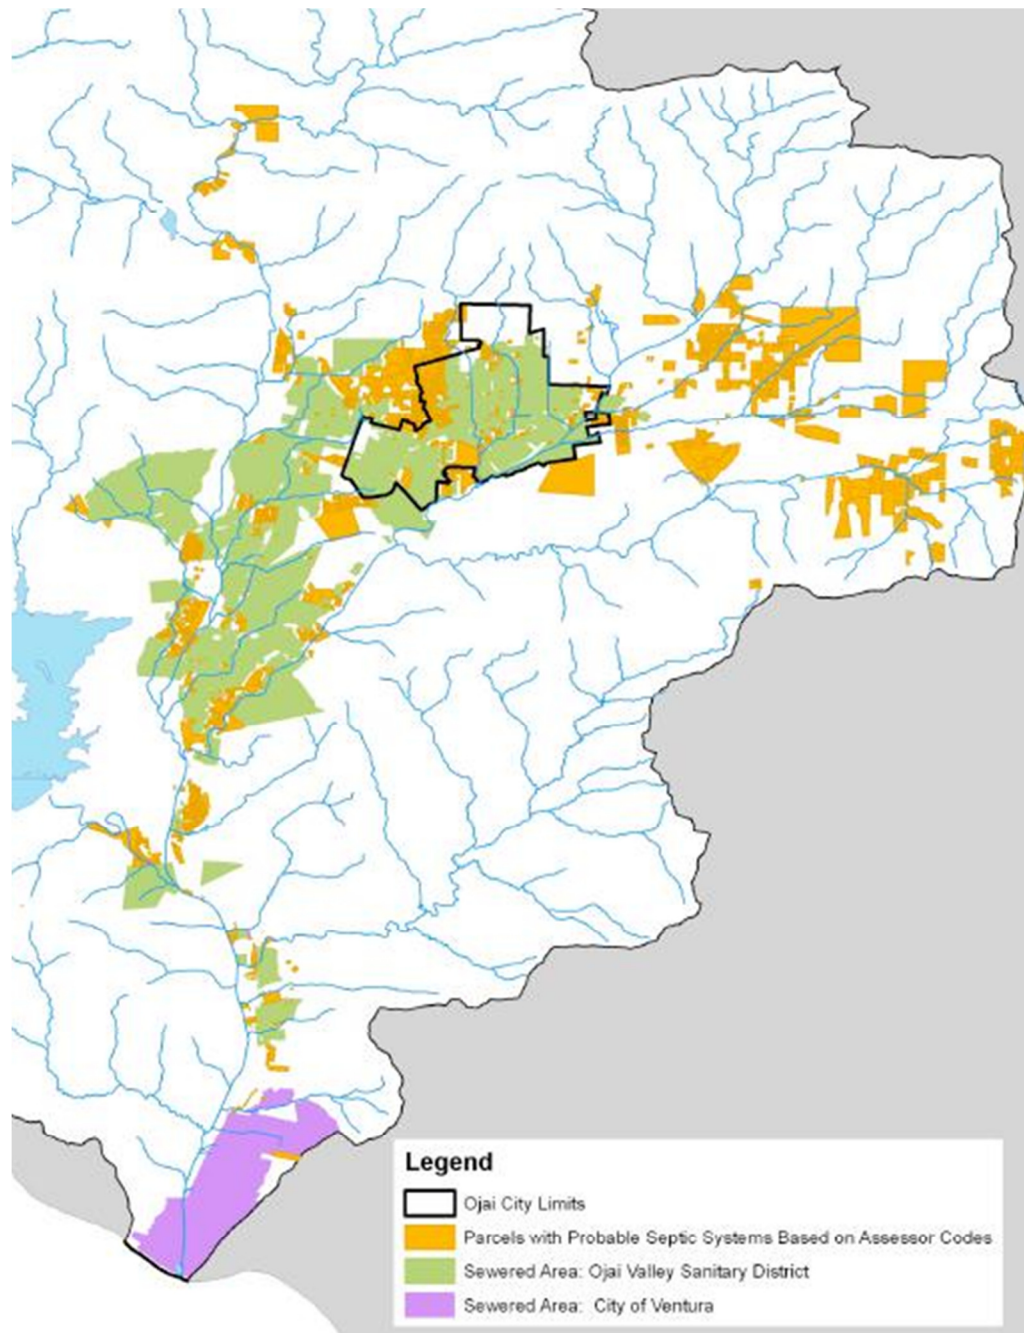 Legend
Ojai City Limits
Parcels with Probable Septic Systems Based on Assessor Codes
Sewered Area: Ojai Valley Sanitary District
Sewered Area: City of Ventura